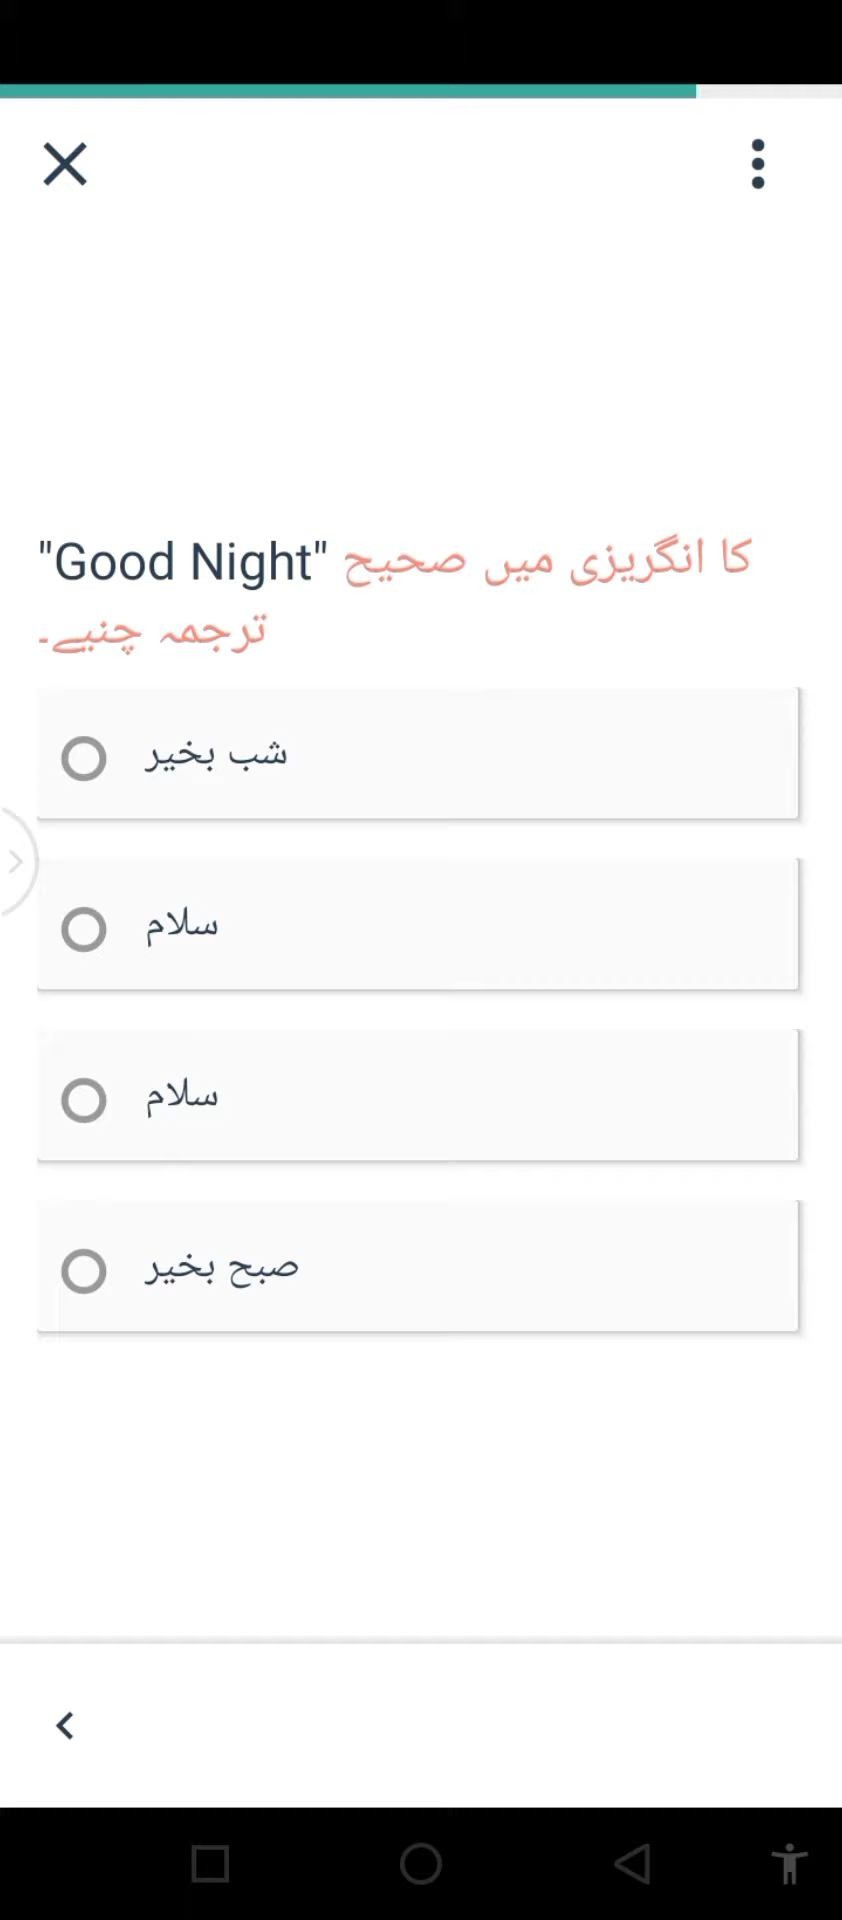 "Good Night" کا انگریزی میں صحیح
ترجمہ چنیے۔
شب بخیر
سلام
سلام
صبح بخیر